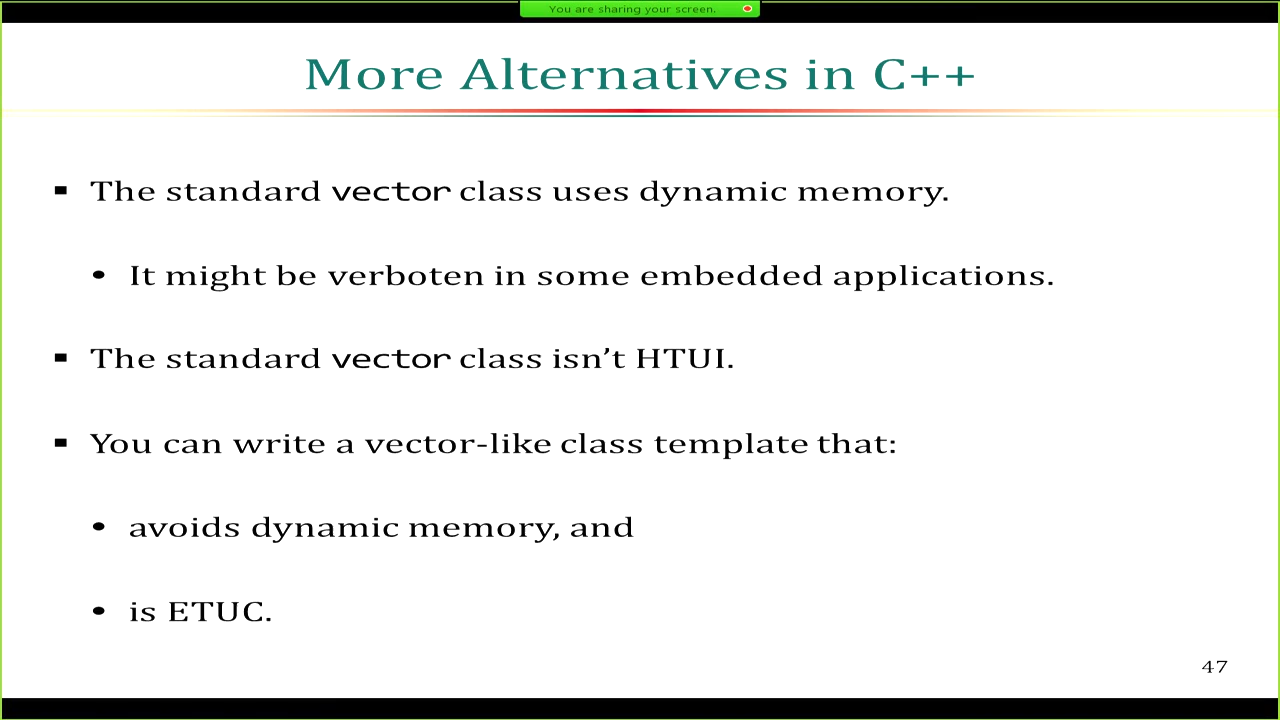 You are sharing your screen.
More Alternatives in C++
▪ The standard vector class uses dynamic memory.
• It might be verboten in some embedded applications.
▪ The standard vector class isn’t HTUI.
▪ You can write a vector-like class template that:
• avoids dynamic memory, and
• is ETUC.
47